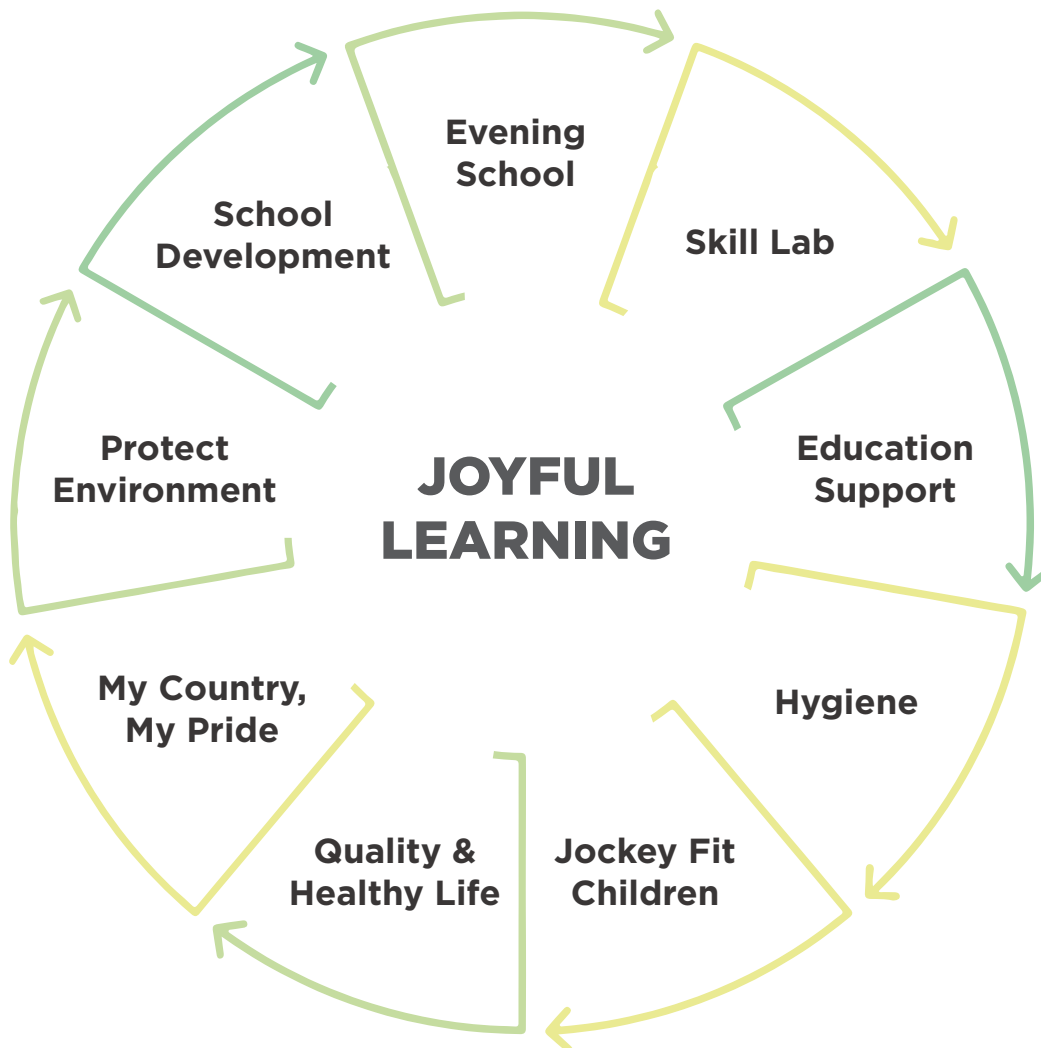 Evening
School
Skill Lab
Education
Support
Hygiene
Jockey Fit
Children
Quality &
Healthy Life
My Country,
My Pride
Protect
Environment
School
Development
JOYFUL
LEARNING